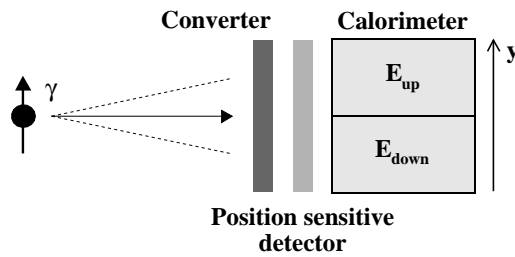 Converter Calorimeter
γ
E_up
y
E_down
Position sensitive
detector